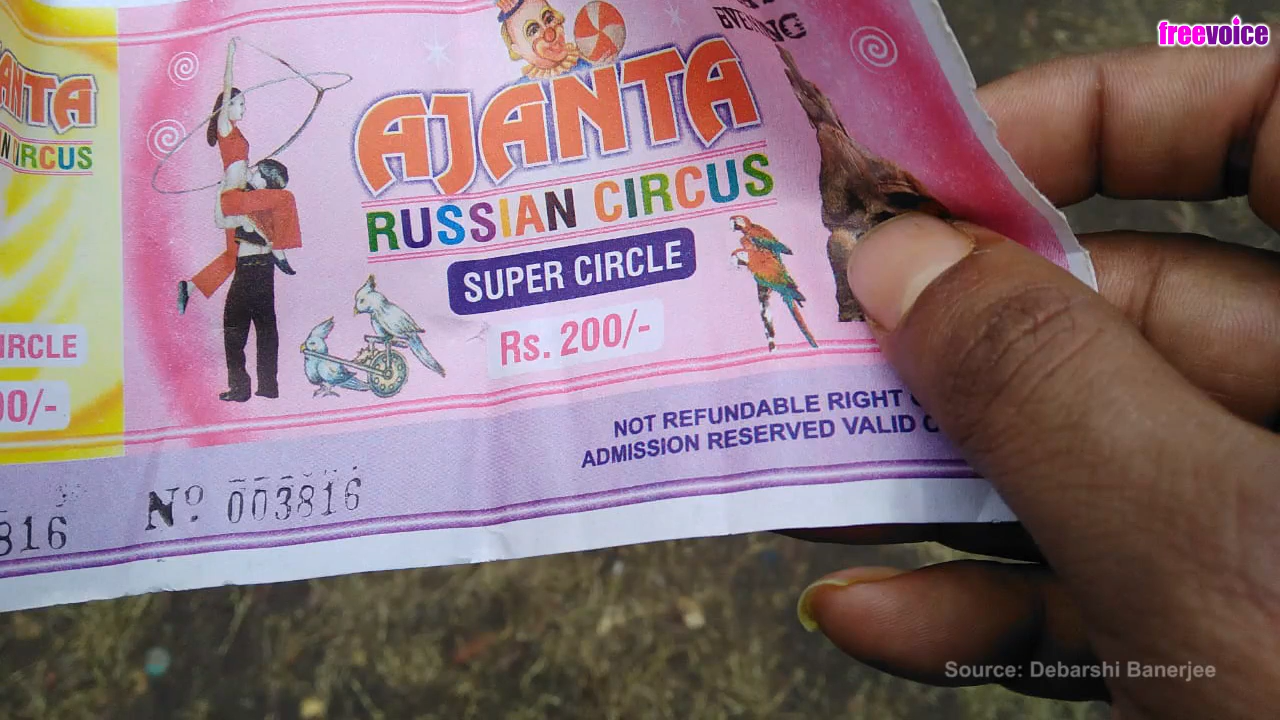 freevoice
AJANTA
RUSSIAN CIRCUS
SUPER CIRCLE
Rs. 200/-
NOT REFUNDABLE RIGHT
ADMISSION RESERVED VALID
Nº 003816
ANTA
N CIRCUS
IRCLE
00/-
816
Source: Debarshi Banerjee